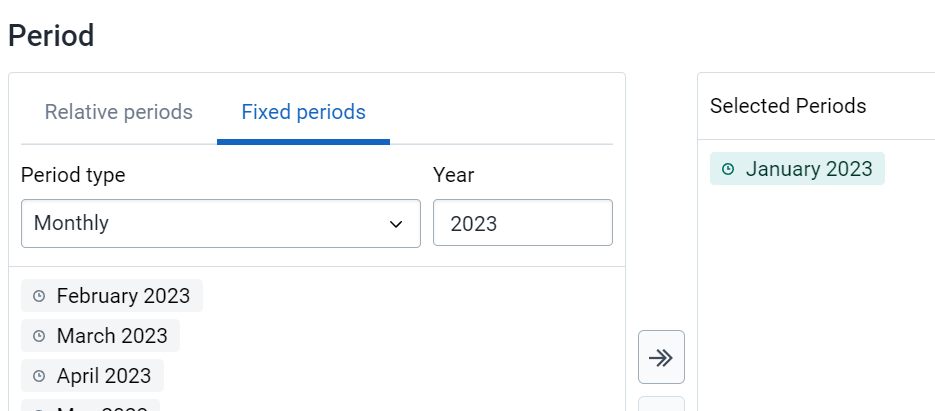 Period
Relative periods
Fixed periods
Period type
Year
Monthly
2023
February 2023
March 2023
April 2023
Selected Periods
January 2023